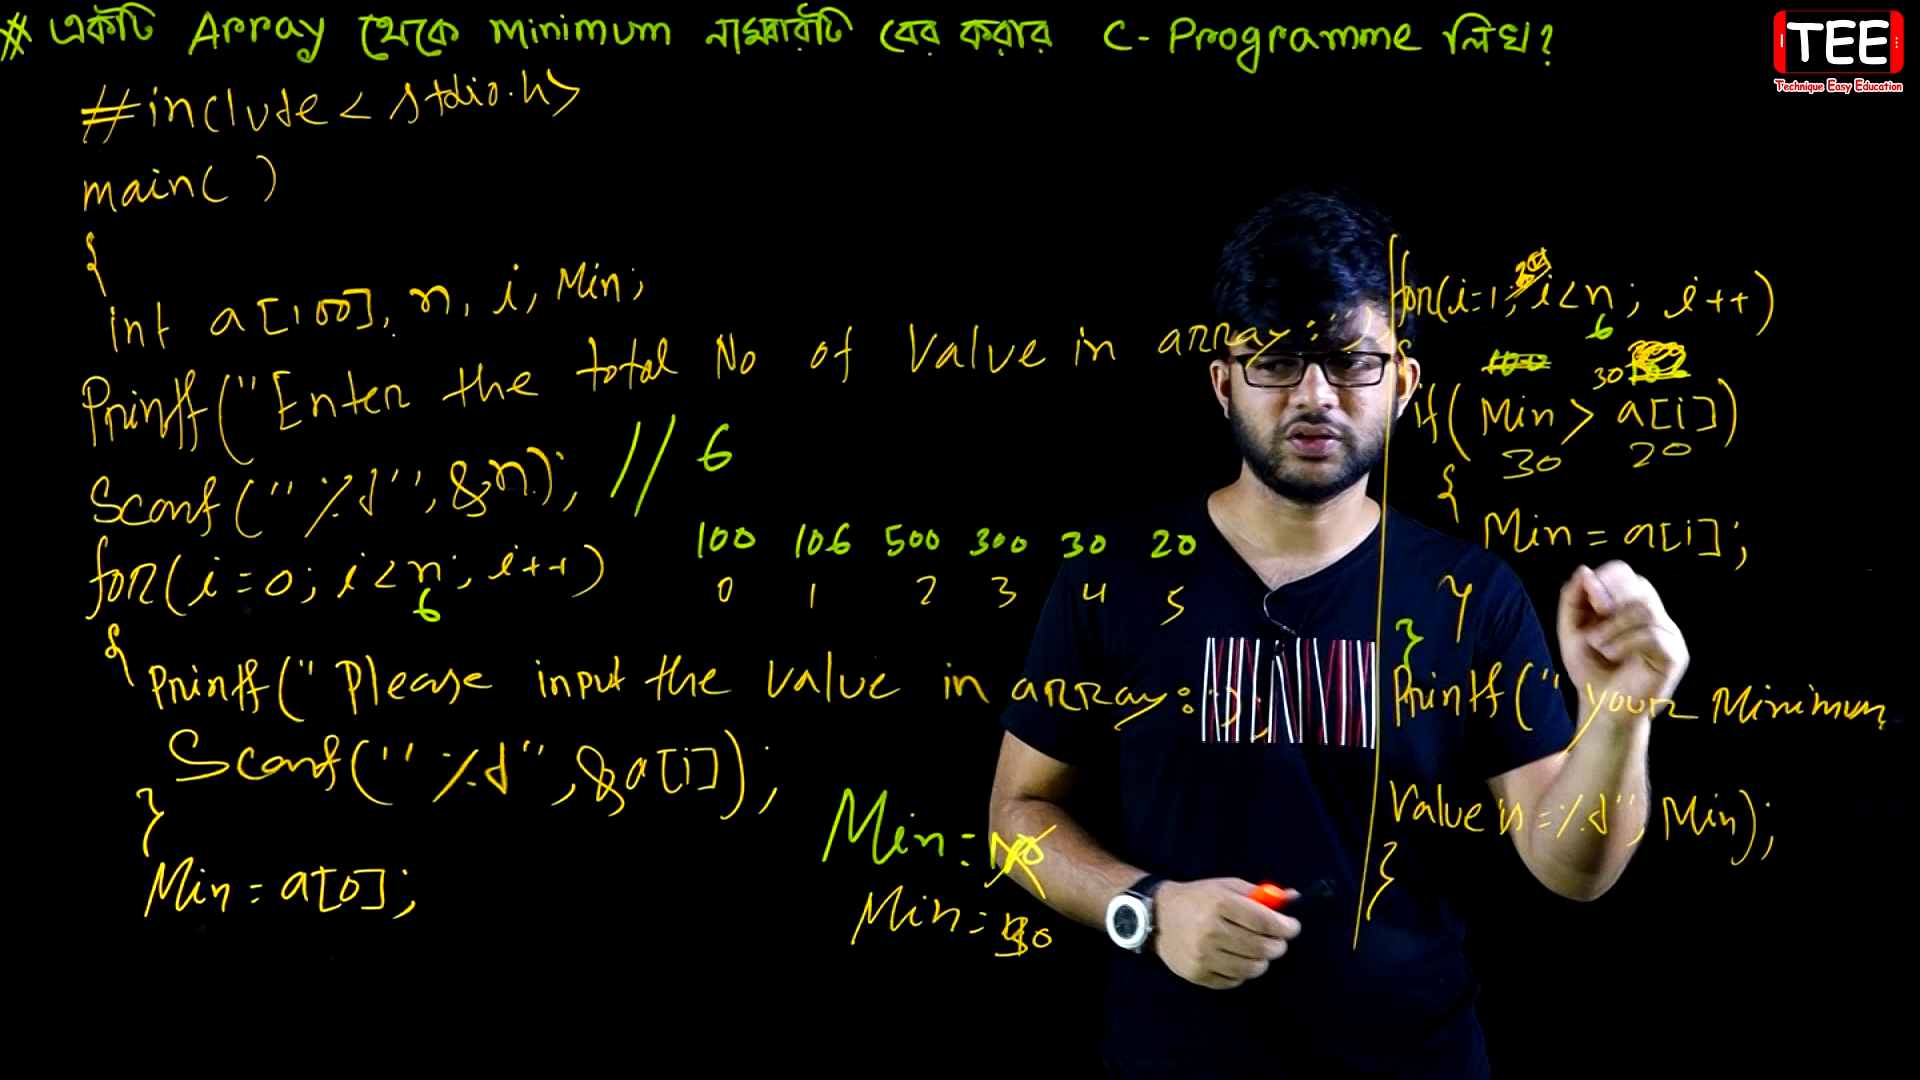 # একটি Array থেকে Minimum নাম্বারটি বের করার C-Programme লিখ?
TEE
Technique Easy Education
#include<stdio.h>
main( )
{
int a[100], n, i, Min;
Printf("Enter the total No of Value in array:");
Scanf("%d",&n); // 6
for(i=0; i<n; i++)
6
100 106 500 300 30 20
0 1 2 3 4 5
{ Printf("Please input the value in array:");
Scanf("%d",&a[i]);
}
Min = a[0];
Min =
Min =
for(i=1; i<n; i++)
6
30
if(Min > a[i])
30 20
{
Min = a[i];
}
}
Printf("your Minimum
Value is =%d", Min);
}